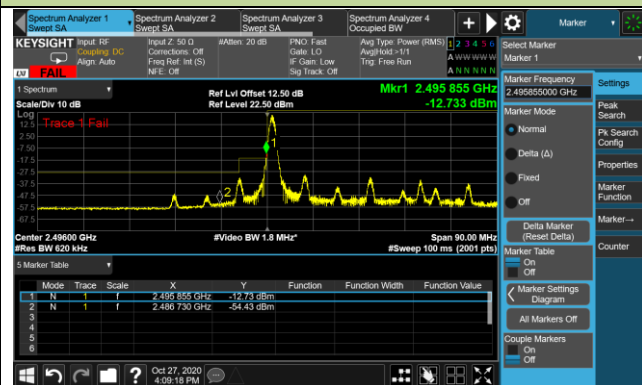 Spectrum Analyzer 1
Swept SA
Spectrum Analyzer 2
Swept SA
Spectrum Analyzer 3
Swept SA
Spectrum Analyzer 4
Occupied BW
Marker
KEYSIGHT
Input: RF
Coupling: DC
Align: Auto
Input Z: 50 Ω
Corrections: Off
Freq Ref: Int (S)
NFE: Off
#Atten: 20 dB
PNO: Fast
Gate: LO
IF Gain: Low
Sig Track: Off
Avg Type: Power (RMS)
Avg|Hold:>1/1
Trig: Free Run
1 2 3 4 5 6
A W W W W W
A N N N N N
LXI
FAIL
1 Spectrum
Scale/Div 10 dB
Ref Lvl Offset 12.50 dB
Ref Level 22.50 dBm
Mkr1 2.495 855 GHz
-12.733 dBm
Log
Trace 1 Fail
12.5
2.50
-7.50
-17.5
-27.5
-37.5
-47.5
-57.5
-67.5
1
2
Center 2.49600 GHz
#Res BW 620 kHz
#Video BW 1.8 MHz*
Span 90.00 MHz
#Sweep 100 ms (2001 pts)
5 Marker Table
Mode Trace Scale X Y Function Function Width Function Value
1 N 1 f 2.495 855 GHz -12.73 dBm
2 N 1 f 2.486 730 GHz -54.43 dBm
3
4
5
6
Oct 27, 2020
4:09:18 PM
Select Marker
Marker 1
Marker Frequency
2.495855000 GHz
Marker Mode
Normal
Delta (Δ)
Fixed
Off
Delta Marker
(Reset Delta)
Marker Table
On
Off
Marker Settings
Diagram
All Markers Off
Couple Markers
On
Off
Settings
Peak
Search
Pk Search
Config
Properties
Marker
Function
Marker→
Counter